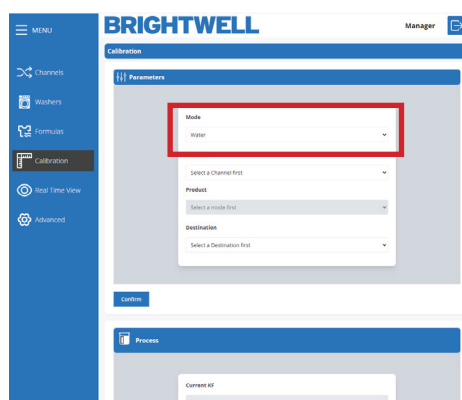 MENU
BRIGHTWELL
Manager
Calibration
Channels
Washers
Formulas
Calibration
Real Time View
Advanced
Parameters
Mode
Water
Select a Channel first
Product
Select a mode first
Destination
Select a Destination first
Confirm
Process
Current KF